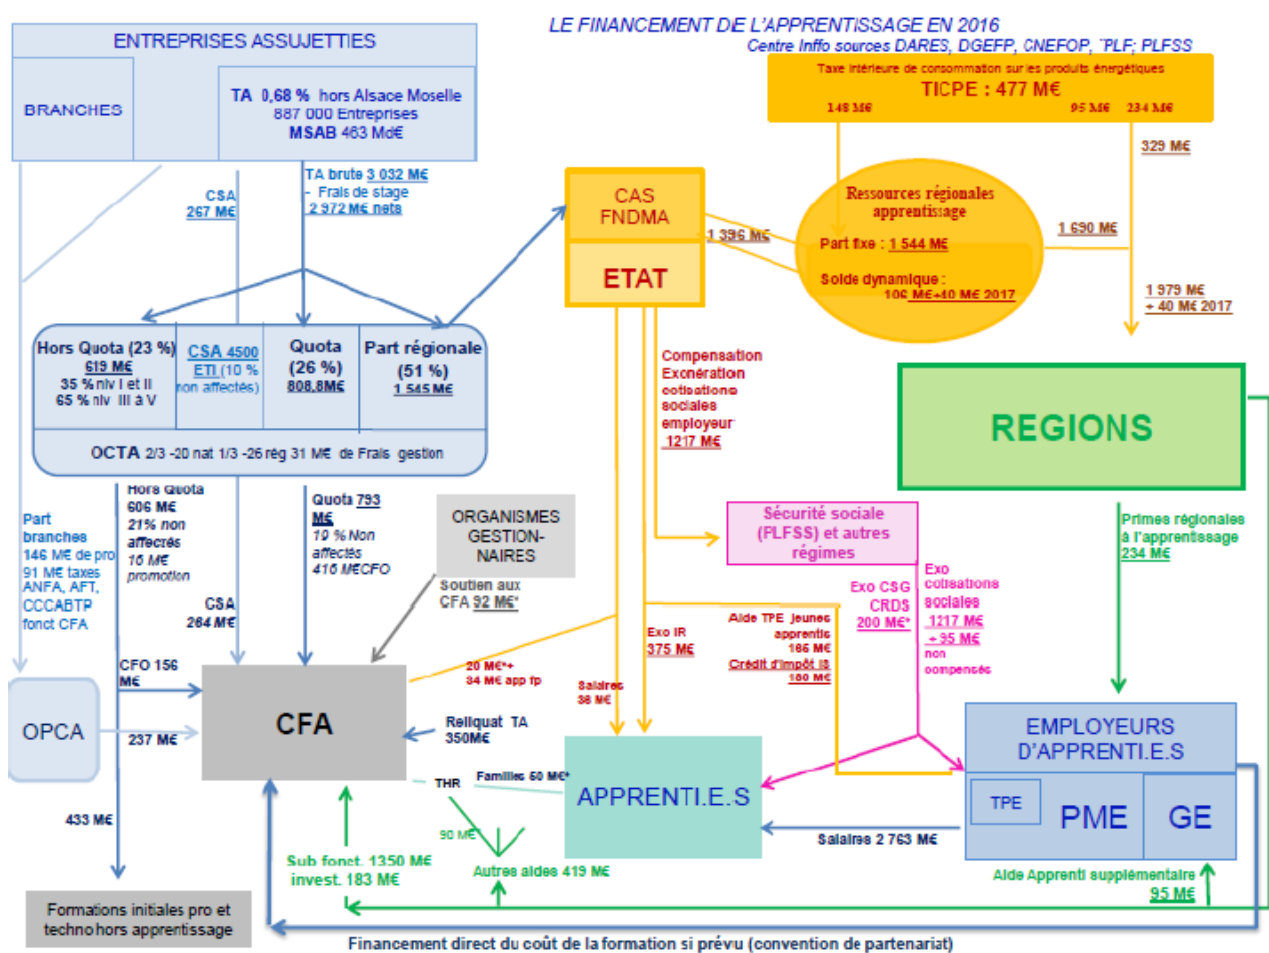 LE FINANCEMENT DE L'APPRENTISSAGE EN 2016
Centre Inffo sources DARES, DGEFP, CNEFOP, PLF; PLFSS
ENTREPRISES ASSUJETTIES
BRANCHES
TA 0,68 % hors Alsace Moselle
887 000 Entreprises
MSAB 463 Md€
Taxe intérieure de consommation sur les produits énergétiques
TICPE : 477 M€
148 M€
95 M€
234 M€
329 M€
CSA
267 M€
TA brute 3 032 M€
- Frais de stage
2 972 M€ nets
CAS
FNDMA
ETAT
1 396 M€
Ressources régionales
apprentissage
Part fixe : 1 544 M€
Solde dynamique :
106 M€+40 M€ 2017
1 690 M€
1 979 M€
+ 40 M€ 2017
Hors Quota (23 %)
619 M€
35 % niv I et II
65 % niv III à V
CSA 4500
ETI (10 %
non affectés)
Quota
(26 %)
808,8M€
Part régionale
(51 %)
1 545 M€
OCTA 2/3 -20 nat 1/3 -26 rég 31 M€ de Frais gestion
Compensation
Exonération
cotisations
sociales
employeur
1217 M€
REGIONS
Part
branches
146 M€ de pro
91 M€ taxes
ANFA, AFT,
CCCABTP
fonct CFA
Hors Quota
606 M€
21% non
affectés
15 M€
promotion
CSA
264 M€
Quota 793
M€
19 % Non
affectés
416 M€CFO
ORGANISMES
GESTION-
NAIRES
Soutien aux
CFA 92 M€*
Sécurité sociale
(PLFSS) et autres
régimes
Primes régionales
à l'apprentissage
234 M€
Exo CSG
CRDS
200 M€*
Exo
cotisations
sociales
1217 M€
+ 95 M€
non
compensés
Aide TPE jeunes
apprentis
Crédit d'impôt IS
Exo IR
375 M€
Salaires
CFO 156
M€
20 M€*+
34 M€ app fp
OPCA
237 M€
CFA
Reliquat TA
350M€
EMPLOYEURS
D'APPRENTI.E.S
TPE
PME
GE
THR
APPRENTI.E.S
433 M€
90 M€
Salaires 2 763 M€
Sub fonct. 1350 M€
invest. 183 M€
Autres aides 419 M€
Aide Apprenti supplémentaire
95 M€
Formations initiales pro et
techno hors apprentissage
Financement direct du coût de la formation si prévu (convention de partenariat)